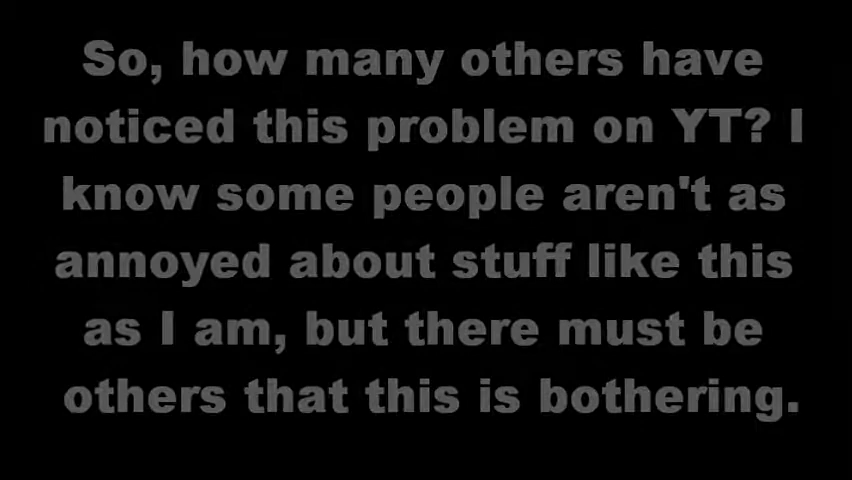 So, how many others have
noticed this problem on YT? I
know some people aren't as
annoyed about stuff like this
as I am, but there must be
others that this is bothering.